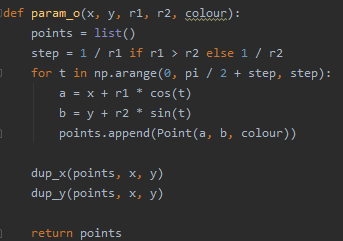 def param_o(x, y, r1, r2, colour):
    points = list()
    step = 1 / r1 if r1 > r2 else 1 / r2
    for t in np.arange(0, pi / 2 + step, step):
        a = x + r1 * cos(t)
        b = y + r2 * sin(t)
        points.append(Point(a, b, colour))

    dup_x(points, x, y)
    dup_y(points, x, y)

    return points